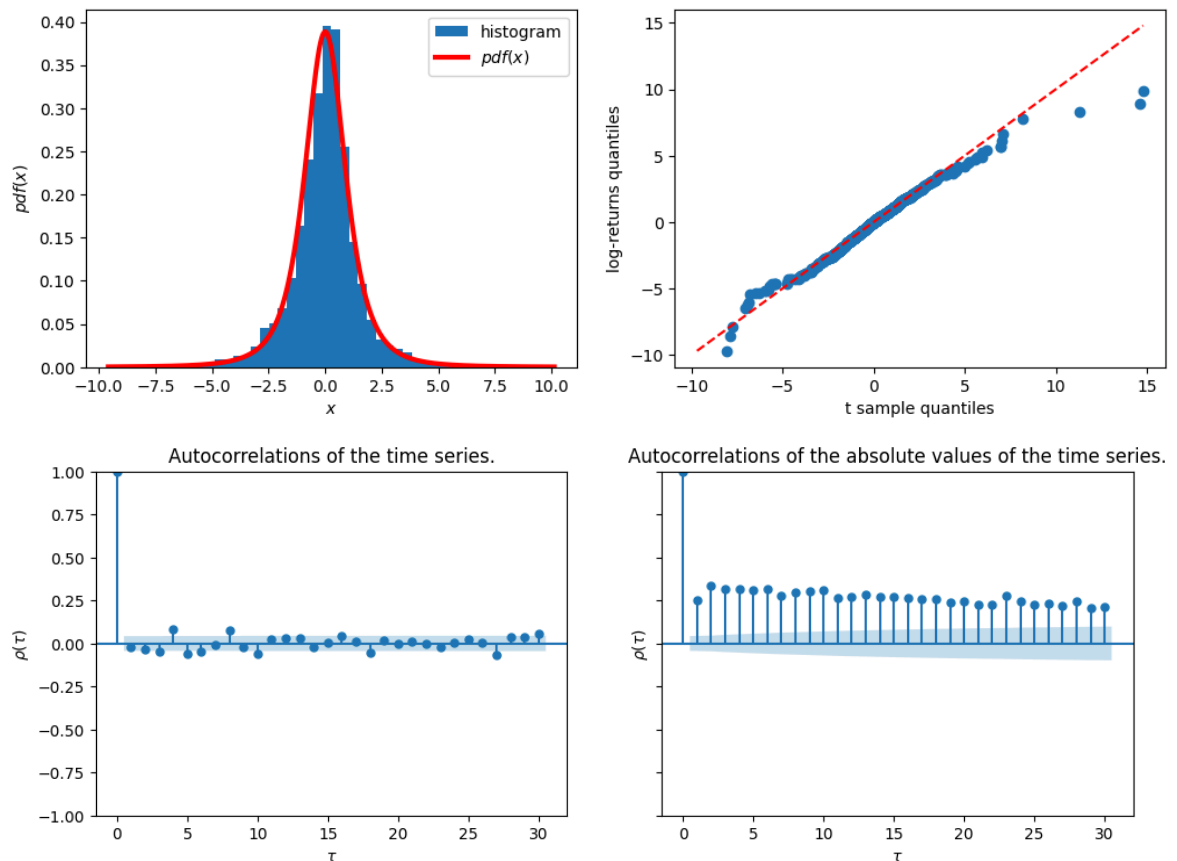 0.40
0.35
0.30
0.25
0.20
0.15
0.10
0.05
0.00
pdf(x)
histogram
pdf(x)
−10.0 −7.5 −5.0 −2.5 0.0 2.5 5.0 7.5 10.0
x
15
10
5
0
−5
−10
log-returns quantiles
−10 −5 0 5 10 15
t sample quantiles
Autocorrelations of the time series.
1.00
0.75
0.50
0.25
0.00
−0.25
−0.50
−0.75
−1.00
ρ(τ)
0 5 10 15 20 25 30
τ
Autocorrelations of the absolute values of the time series.
ρ(τ)
0 5 10 15 20 25 30
τ